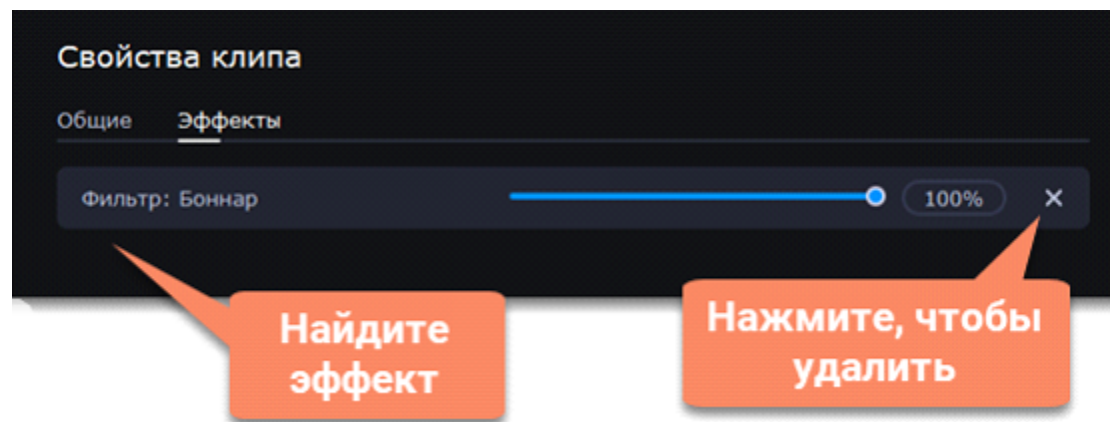 Свойства клипа
Общие Эффекты
Фильтр: Боннар 100%
Найдите
эффект
Нажмите, чтобы
удалить